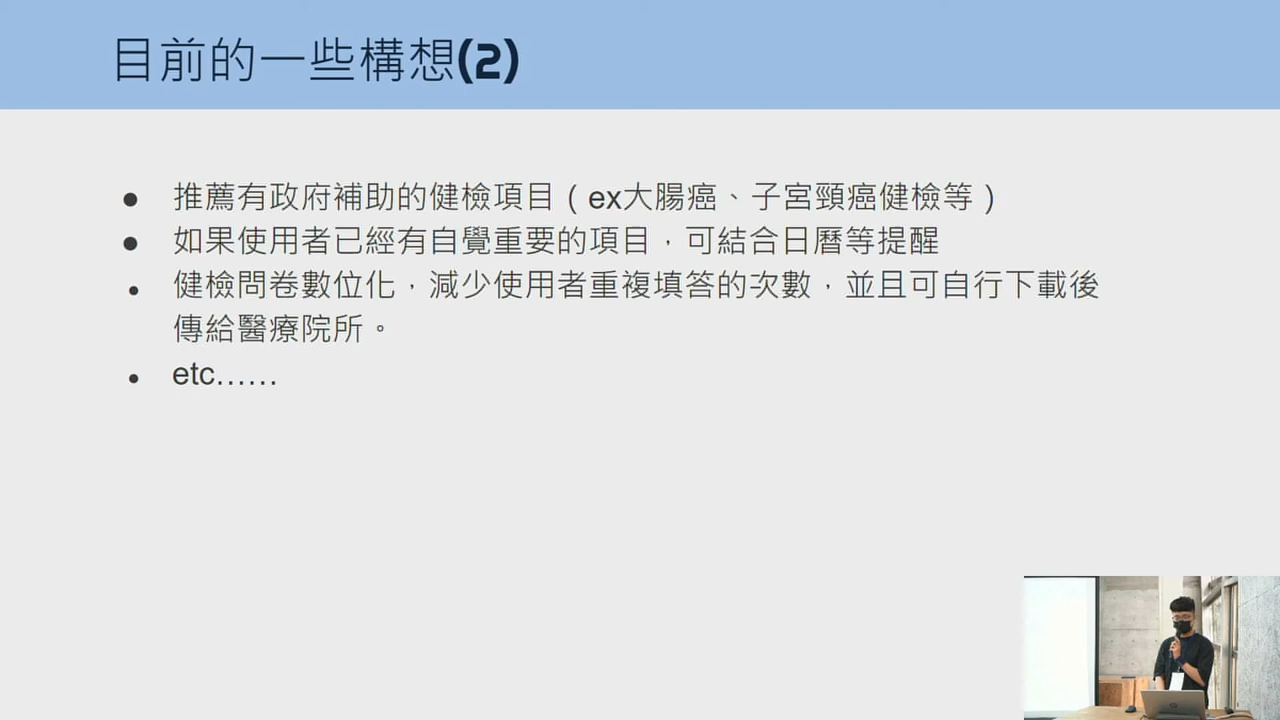 目前的一些構想(2)
● 推薦有政府補助的健檢項目（ex大腸癌、子宮頸癌健檢等）
● 如果使用者已經有自覺重要的項目，可結合日曆等提醒
● 健檢問卷數位化，減少使用者重複填答的次數，並且可自行下載後
傳給醫療院所。
● etc......